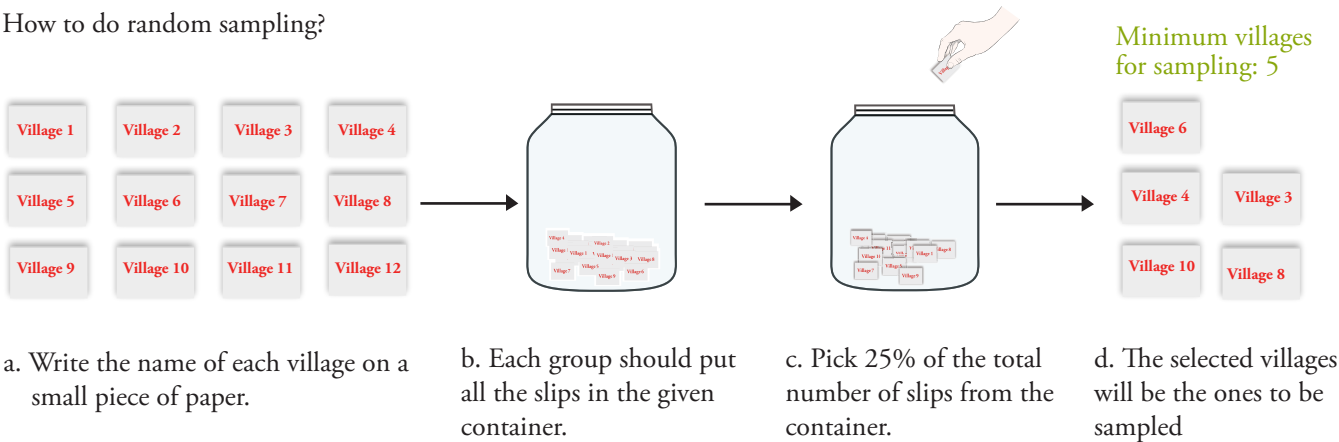 How to do random sampling?
Minimum villages
for sampling: 5
Village 1
Village 2
Village 3
Village 4
Village 5
Village 6
Village 7
Village 8
Village 9
Village 10
Village 11
Village 12
Village 6
Village 4
Village 3
Village 10
Village 8
a. Write the name of each village on a
small piece of paper.
b. Each group should put
all the slips in the given
container.
c. Pick 25% of the total
number of slips from the
container.
d. The selected villages
will be the ones to be
sampled